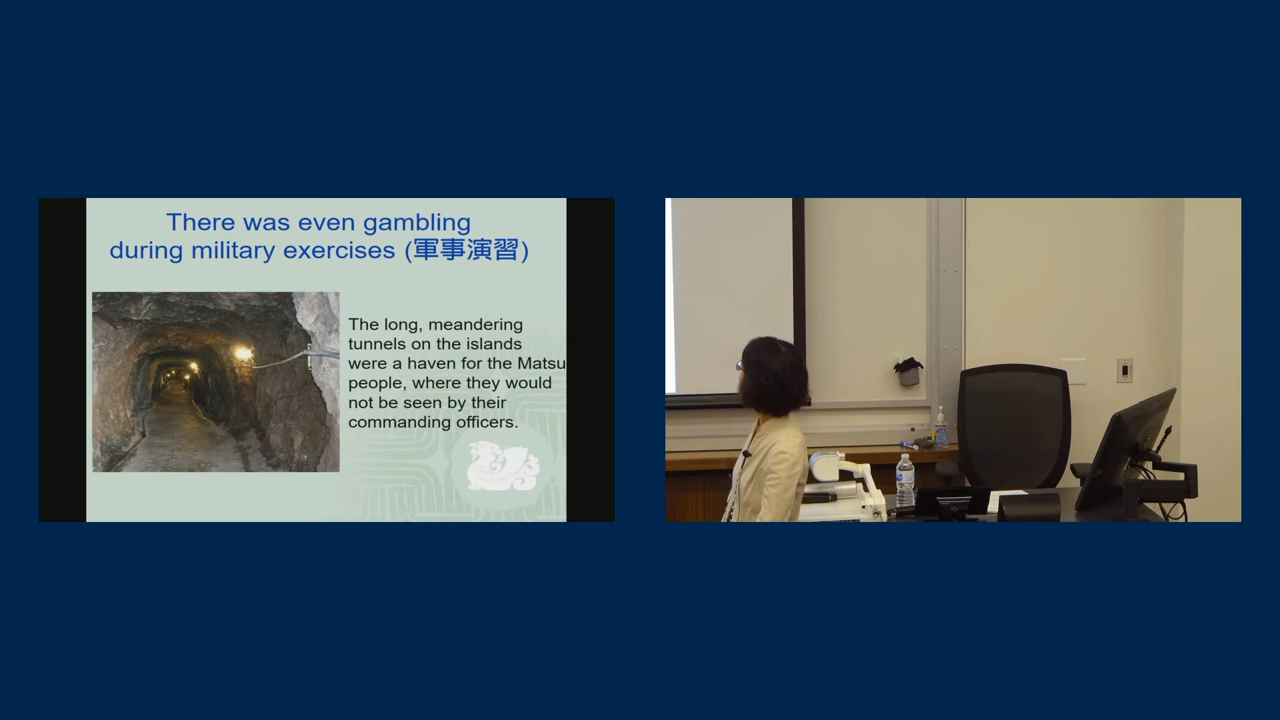 There was even gambling
during military exercises (軍事演習)
The long, meandering
tunnels on the islands
were a haven for the Matsu
people, where they would
not be seen by their
commanding officers.